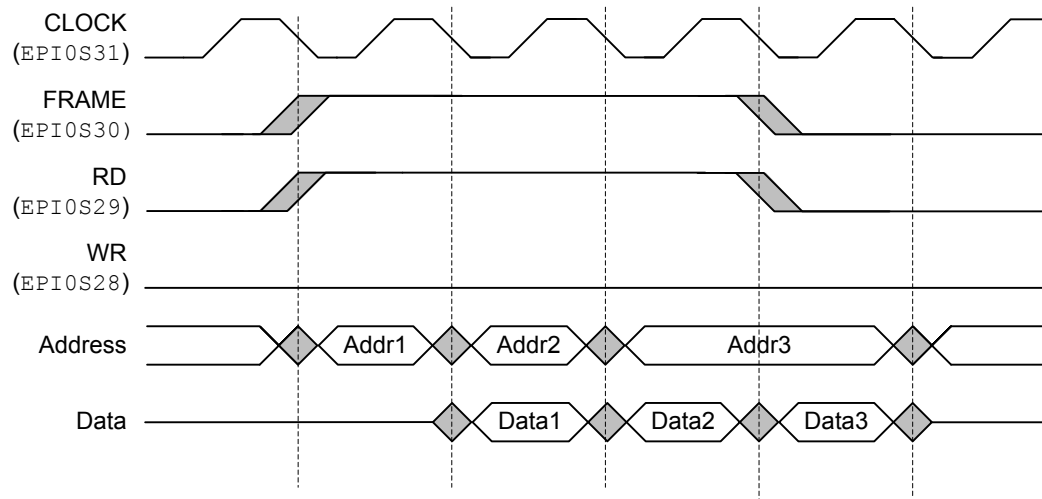 CLOCK
(EPI0S31)
FRAME
(EPI0S30)
RD
(EPI0S29)
WR
(EPI0S28)
Address
Addr1
Addr2
Addr3
Data
Data1
Data2
Data3